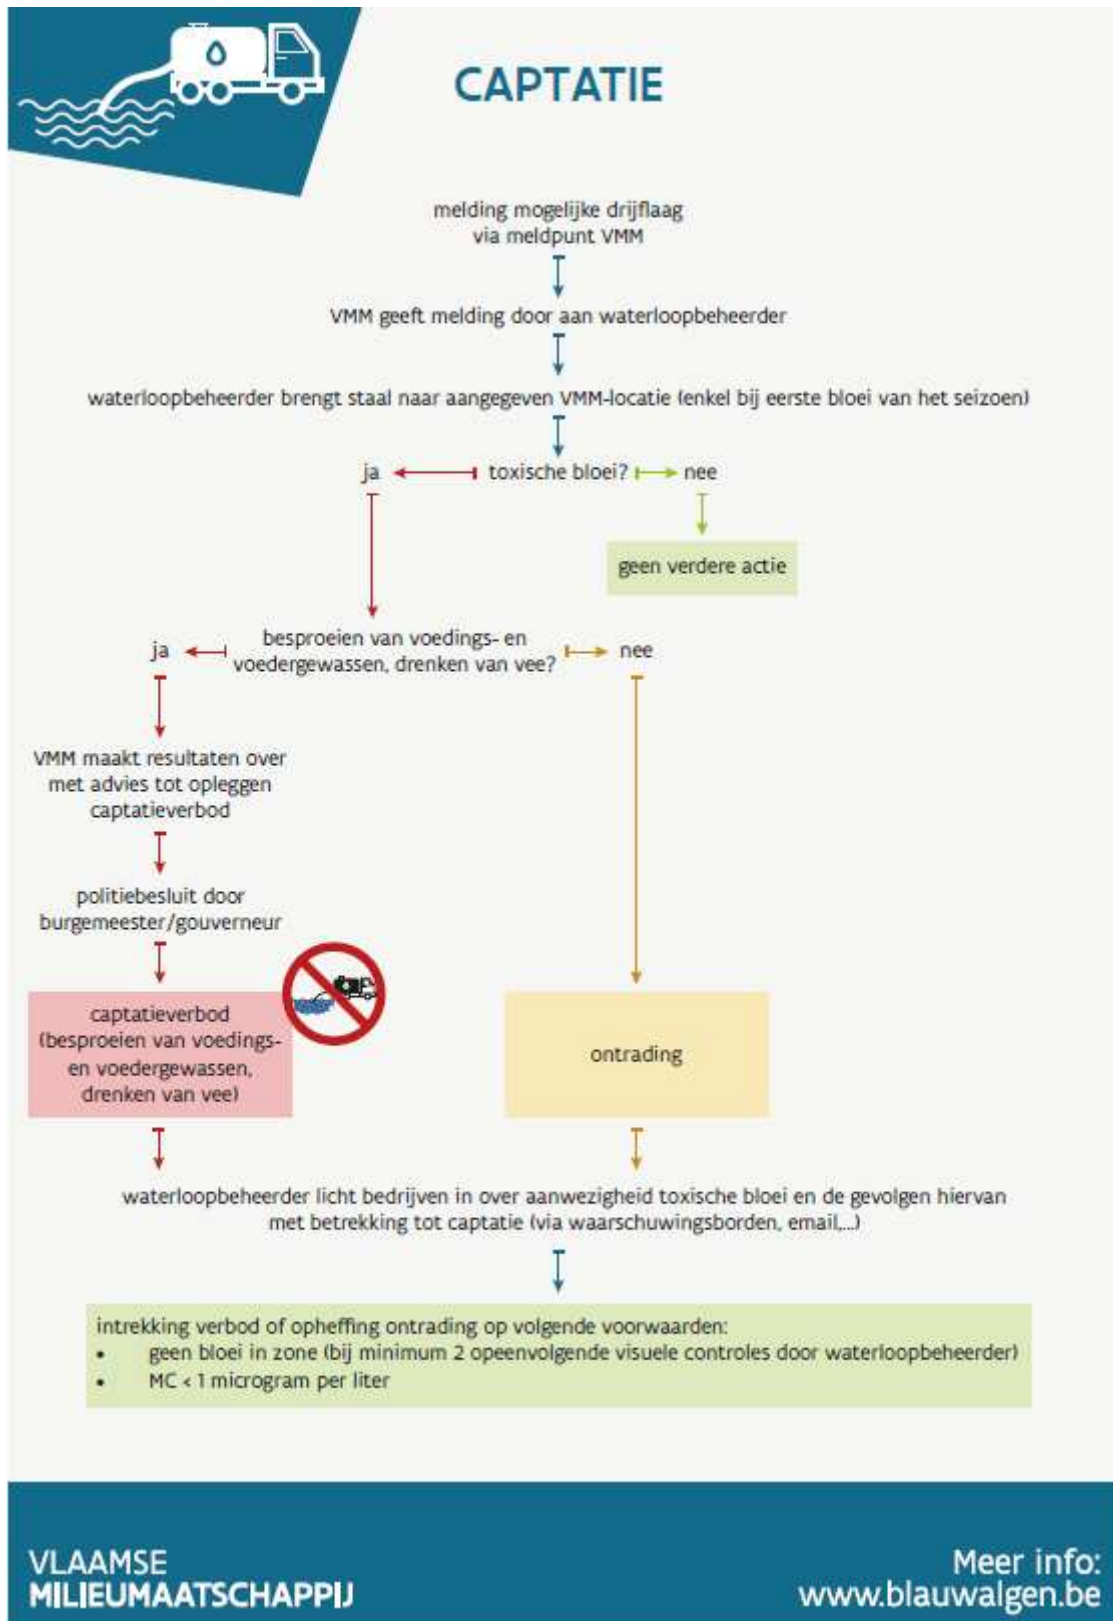 CAPTATIE
melding mogelijke drijflaag
via meldpunt VMM
VMM geeft melding door aan waterloopbeheerder
waterloopbeheerder brengt staal naar aangegeven VMM-locatie (enkel bij eerste bloei van het seizoen)
ja
toxische bloei?
nee
geen verdere actie
ja
besproeien van voedings- en
voedergewassen, drenken van vee?
nee
VMM maakt resultaten over
met advies tot opleggen
captatieverbod
politiebesluit door
burgemeester/gouverneur
captatieverbod
(besproeien van voedings-
en voedergewassen,
drenken van vee)
ontrading
waterloopbeheerder licht bedrijven in over aanwezigheid toxische bloei en de gevolgen hiervan
met betrekking tot captatie (via waarschuwingsborden, email,...)
intrekking verbod of opheffing ontrading op volgende voorwaarden:
• geen bloei in zone (bij minimum 2 opeenvolgende visuele controles door waterloopbeheerder)
• MC < 1 microgram per liter
VLAAMSE
MILIEUMAATSCHAPPIJ
Meer info:
www.blauwalgen.be